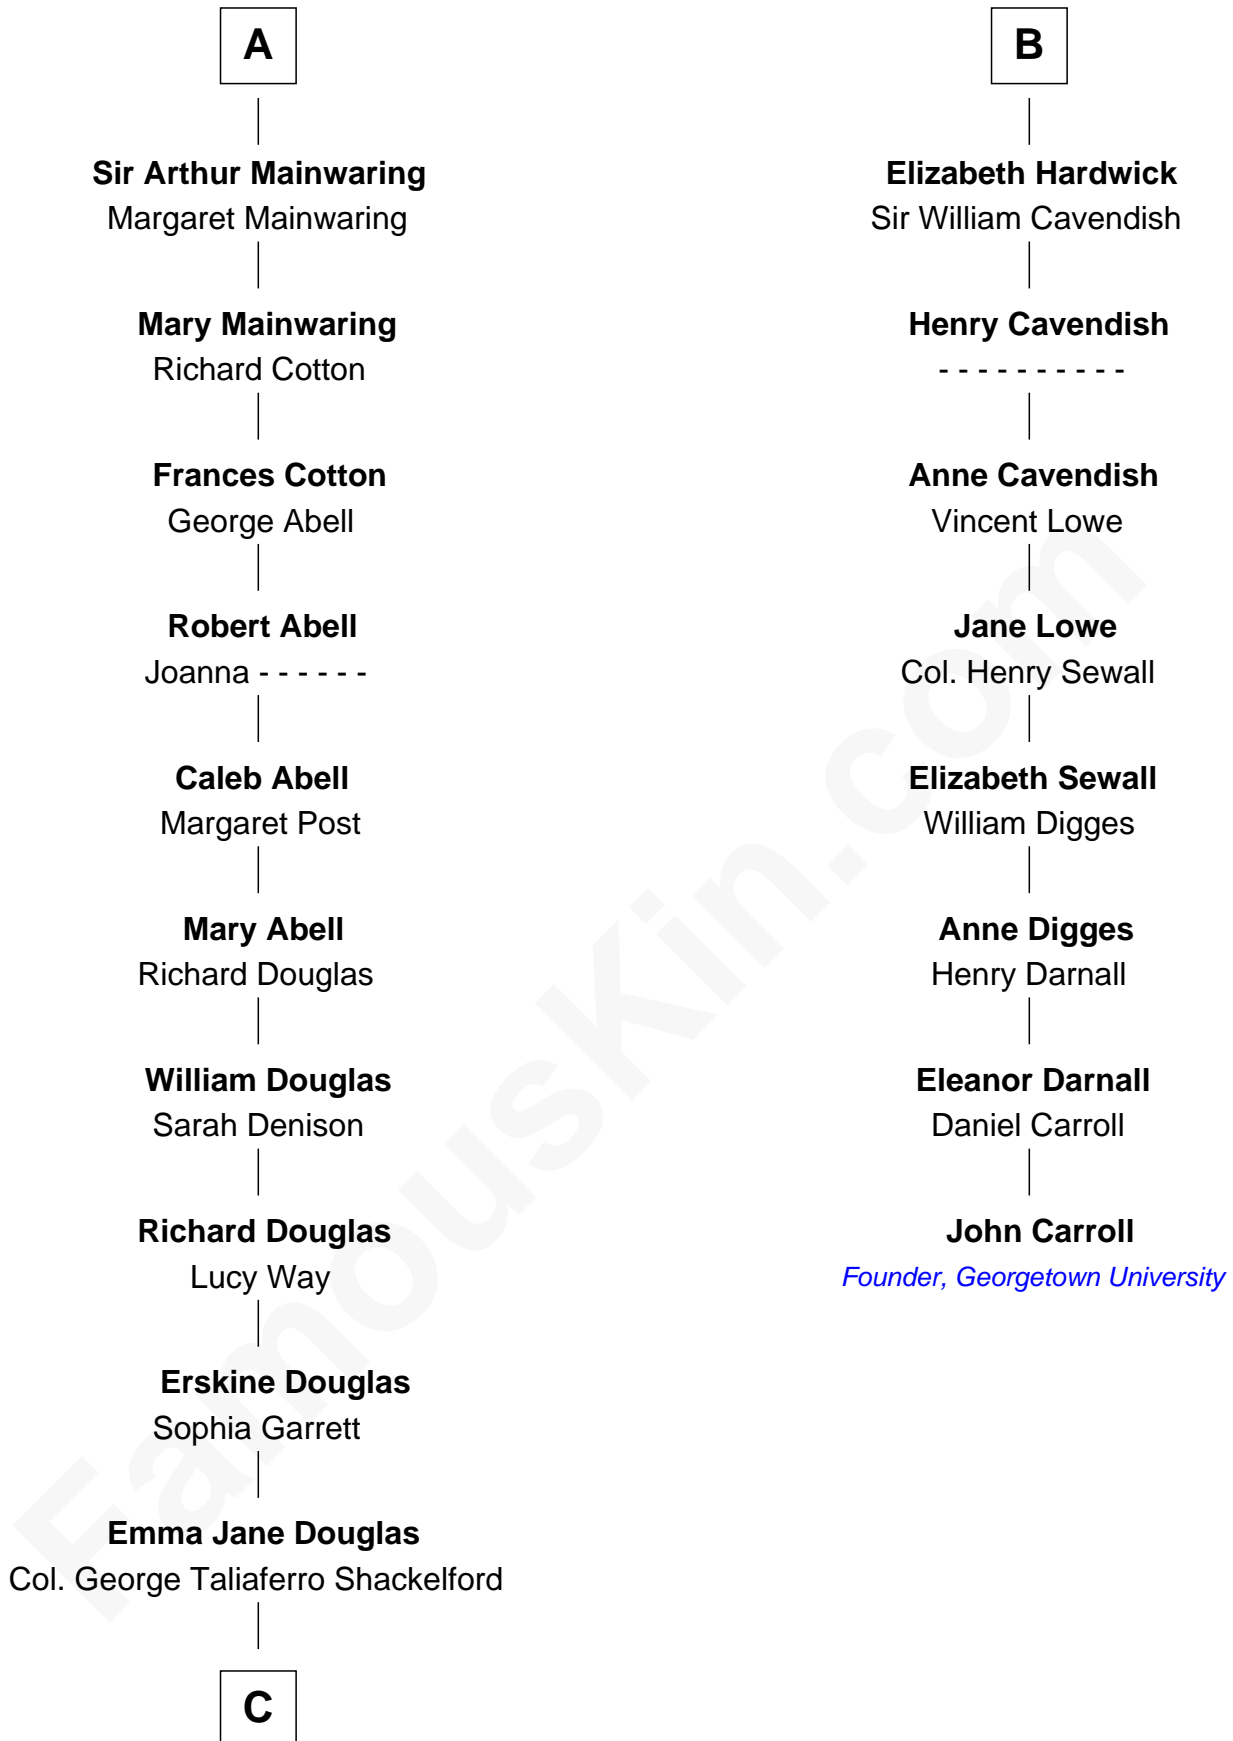 A
Sir Arthur Mainwaring
Margaret Mainwaring
Mary Mainwaring
Richard Cotton
Frances Cotton
George Abell
Robert Abell
Joanna - - - - - -
Caleb Abell
Margaret Post
Mary Abell
Richard Douglas
William Douglas
Sarah Denison
Richard Douglas
Lucy Way
Erskine Douglas
Sophia Garrett
Emma Jane Douglas
Col. George Taliaferro Shackelford
C
B
Elizabeth Hardwick
Sir William Cavendish
Henry Cavendish
- - - - - - - - - -
Anne Cavendish
Vincent Lowe
Jane Lowe
Col. Henry Sewall
Elizabeth Sewall
William Digges
Anne Digges
Henry Darnall
Eleanor Darnall
Daniel Carroll
John Carroll
Founder, Georgetown University
FamousKin.com